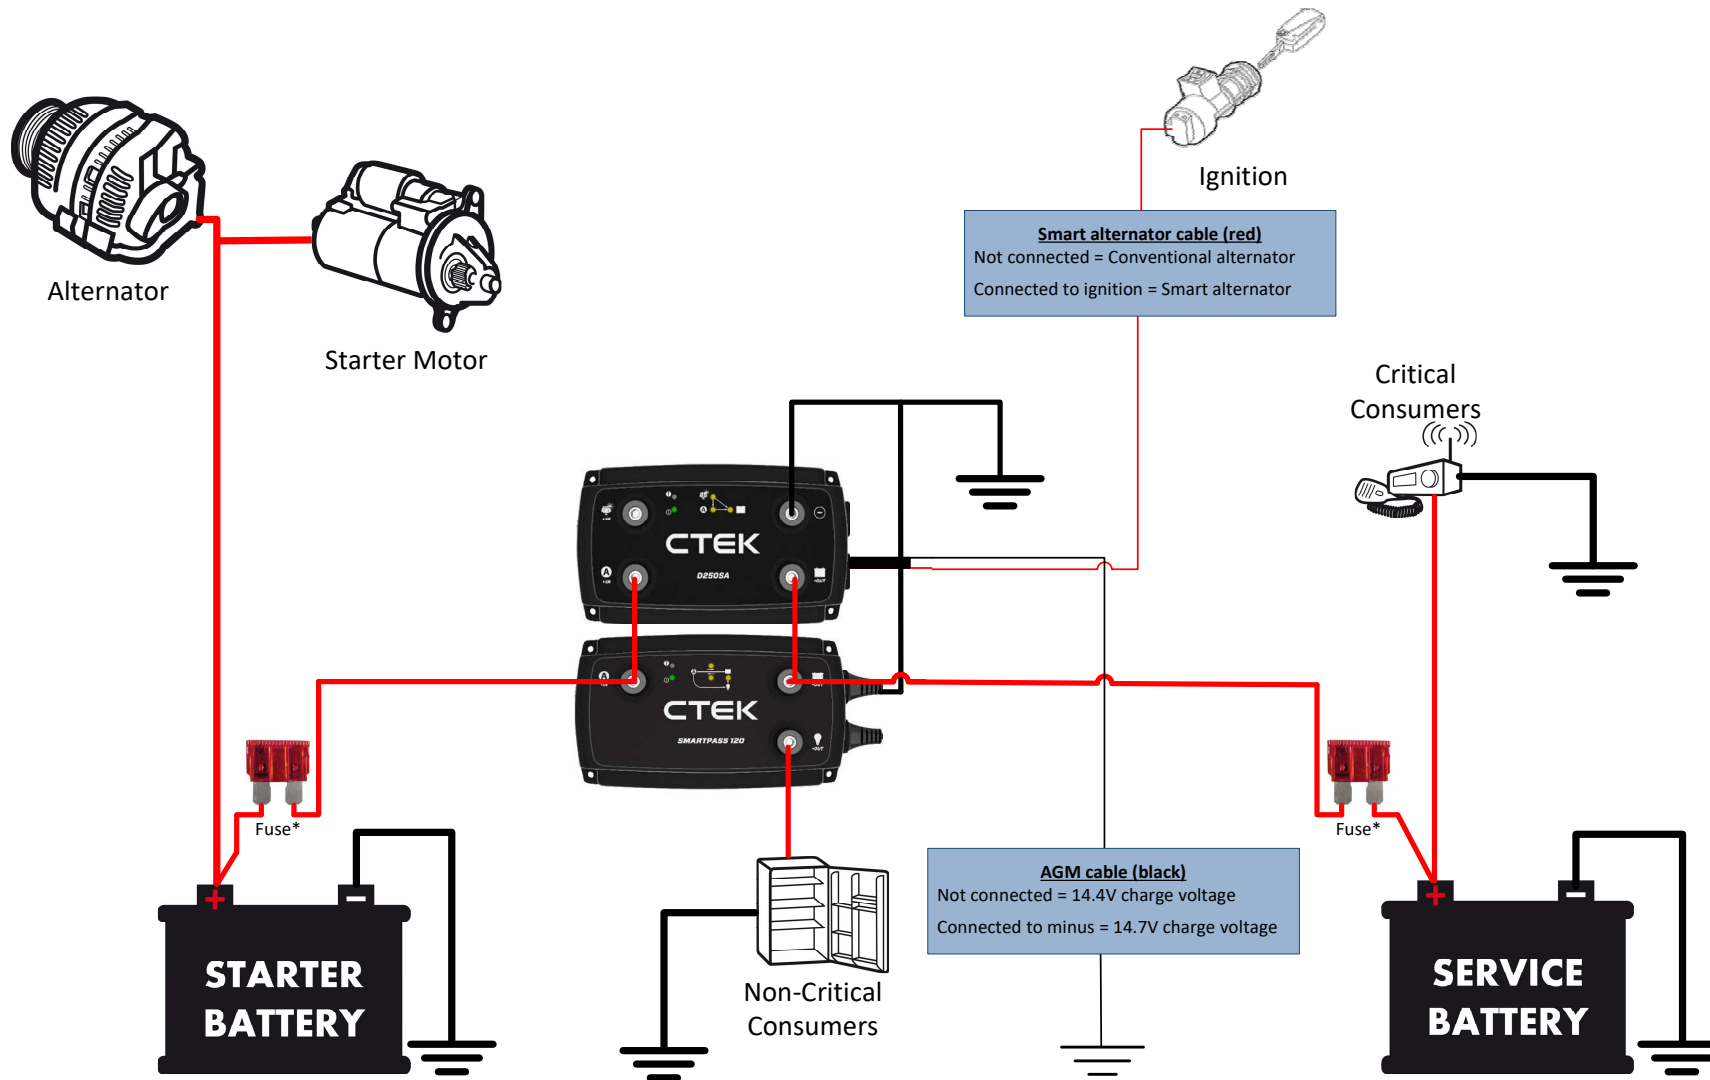 Ignition
Alternator
Starter Motor
Smart alternator cable (red)
Not connected = Conventional alternator
Connected to ignition = Smart alternator
Critical
Consumers
CTEK
D250SA
A
+OUT
CTEK
SMARTPASS 120
+OUT
Fuse*
Fuse*
AGM cable (black)
Not connected = 14.4V charge voltage
Connected to minus = 14.7V charge voltage
Non-Critical
Consumers
+
-
STARTER
BATTERY
+
-
SERVICE
BATTERY